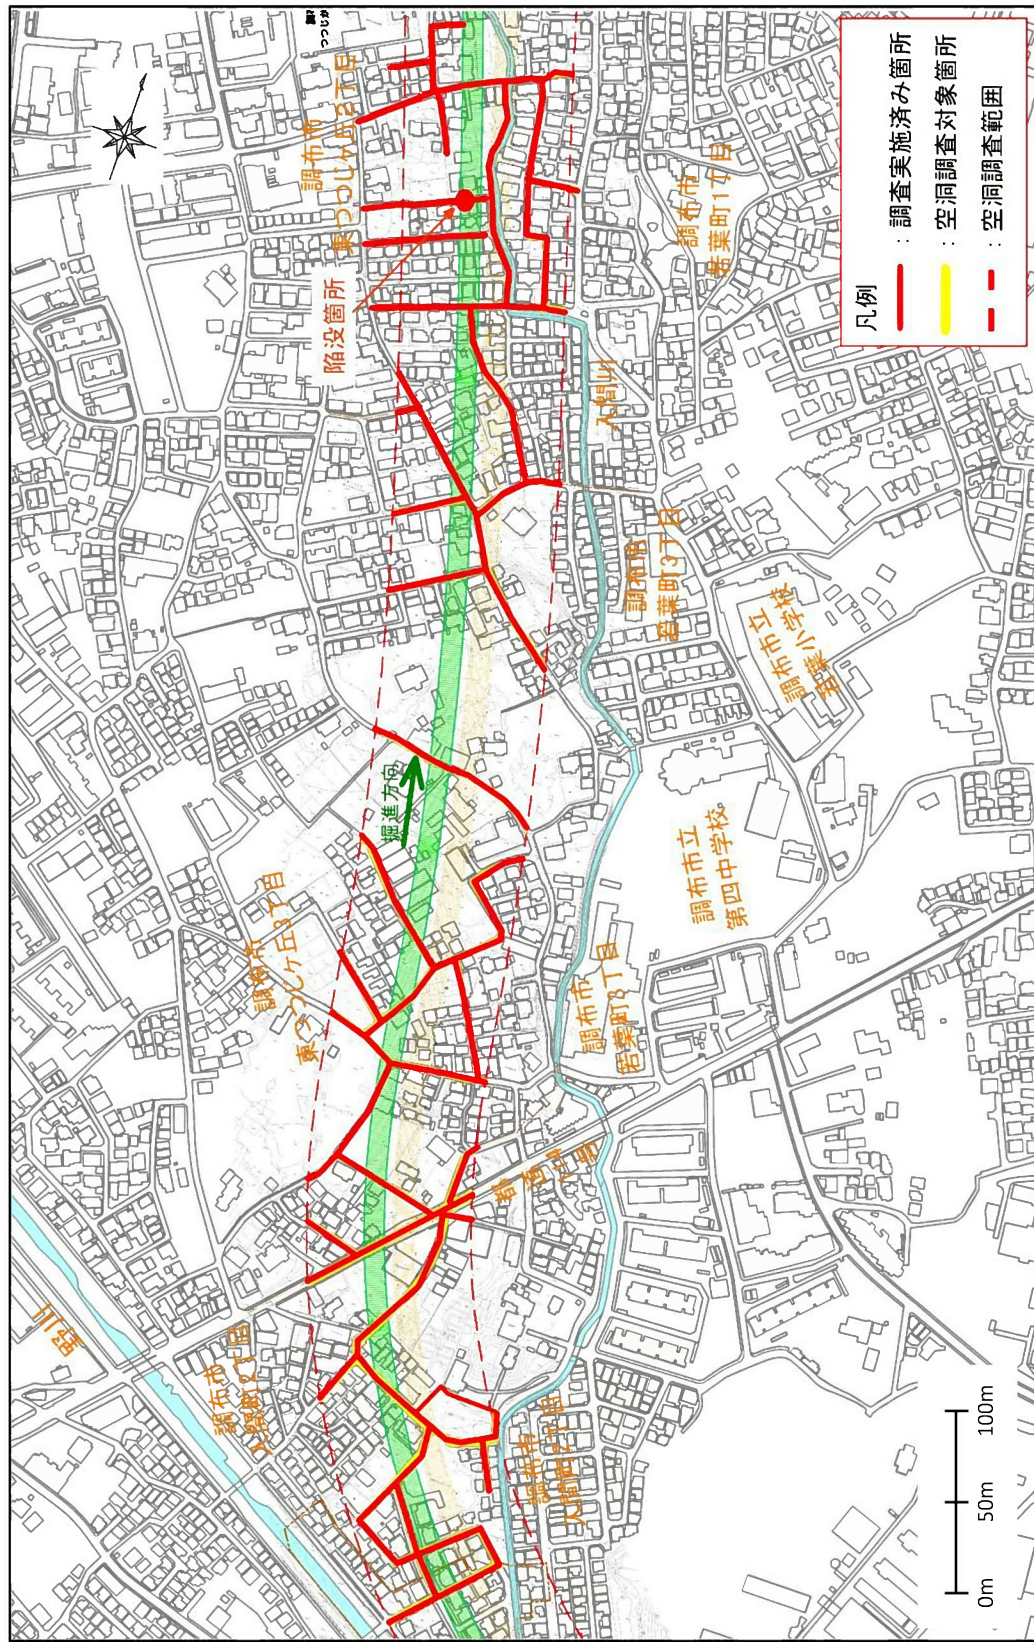 凡例
：調査実施済み箇所
：空洞調査対象箇所
：空洞調査範囲
調布市
東つつじヶ丘2丁目
陥没箇所
調布市
若葉町1丁目
入間川
調布市
若葉町3丁目
調布市立
若葉小学校
掘進方向
調布市
東つつじヶ丘3丁目
調布市立
第四中学校
調布市
若葉町3丁目
野川
調布市
入間町2丁目
調布市
入間町2丁目
0m
50m
100m